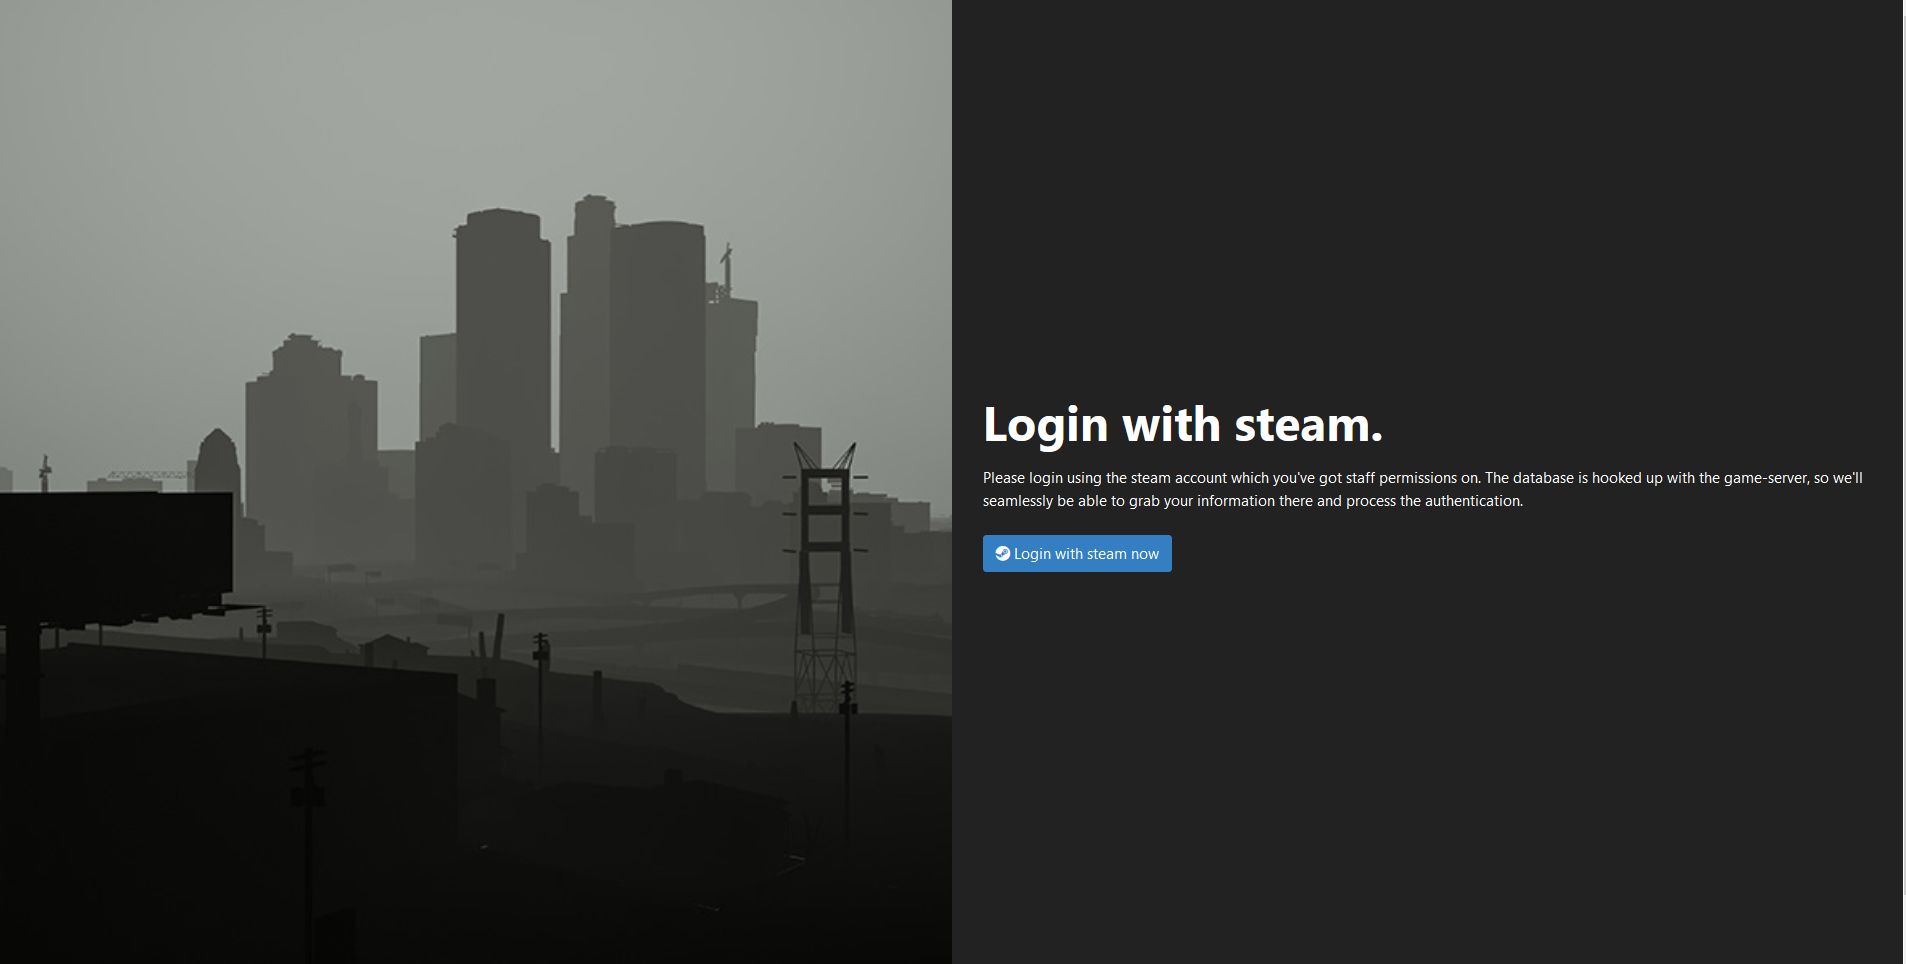 Login with steam.
Please login using the steam account which you've got staff permissions on. The database is hooked up with the game-server, so we'll
seamlessly be able to grab your information there and process the authentication.
Login with steam now